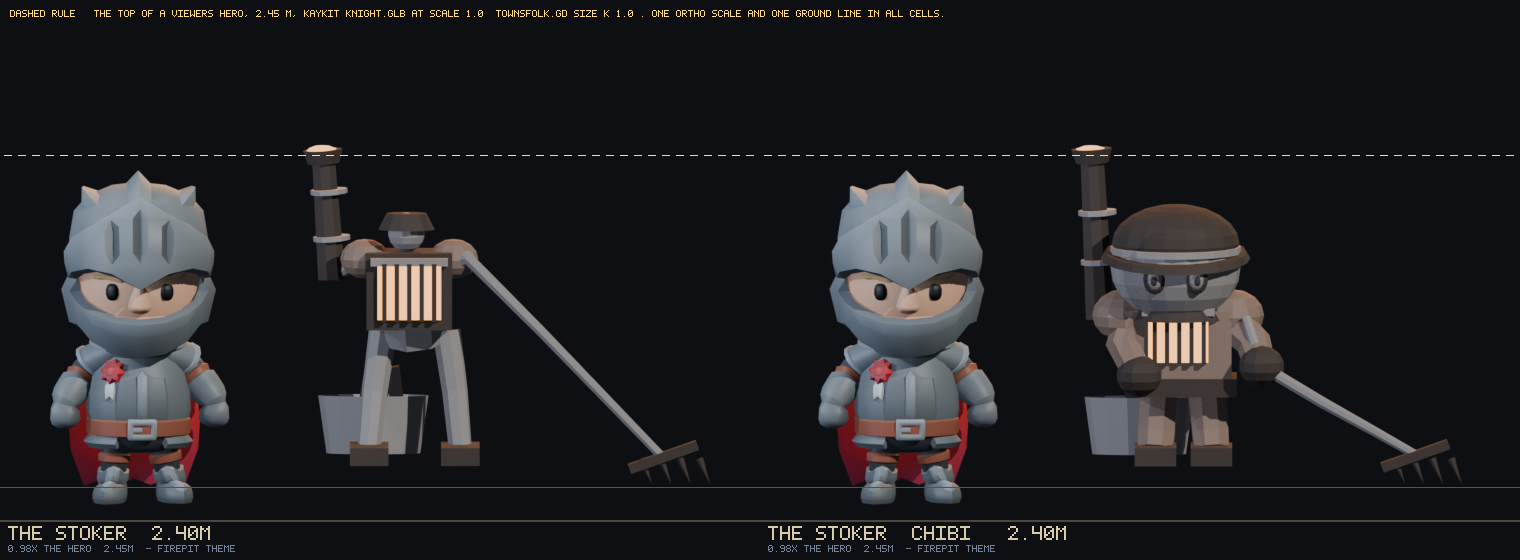 DASHED RULE   THE TOP OF A VIEWERS HERO, 2.45 M, KAYKIT KNIGHT.GLB AT SCALE 1.0  TOWNSFOLK.GD SIZE K 1.0 . ONE ORTHO SCALE AND ONE GROUND LINE IN ALL CELLS.
THE STOKER  2.40M
0.98X THE HERO  2.45M  – FIREPIT THEME
THE STOKER  CHIBI   2.40M
0.98X THE HERO  2.45M  – FIREPIT THEME